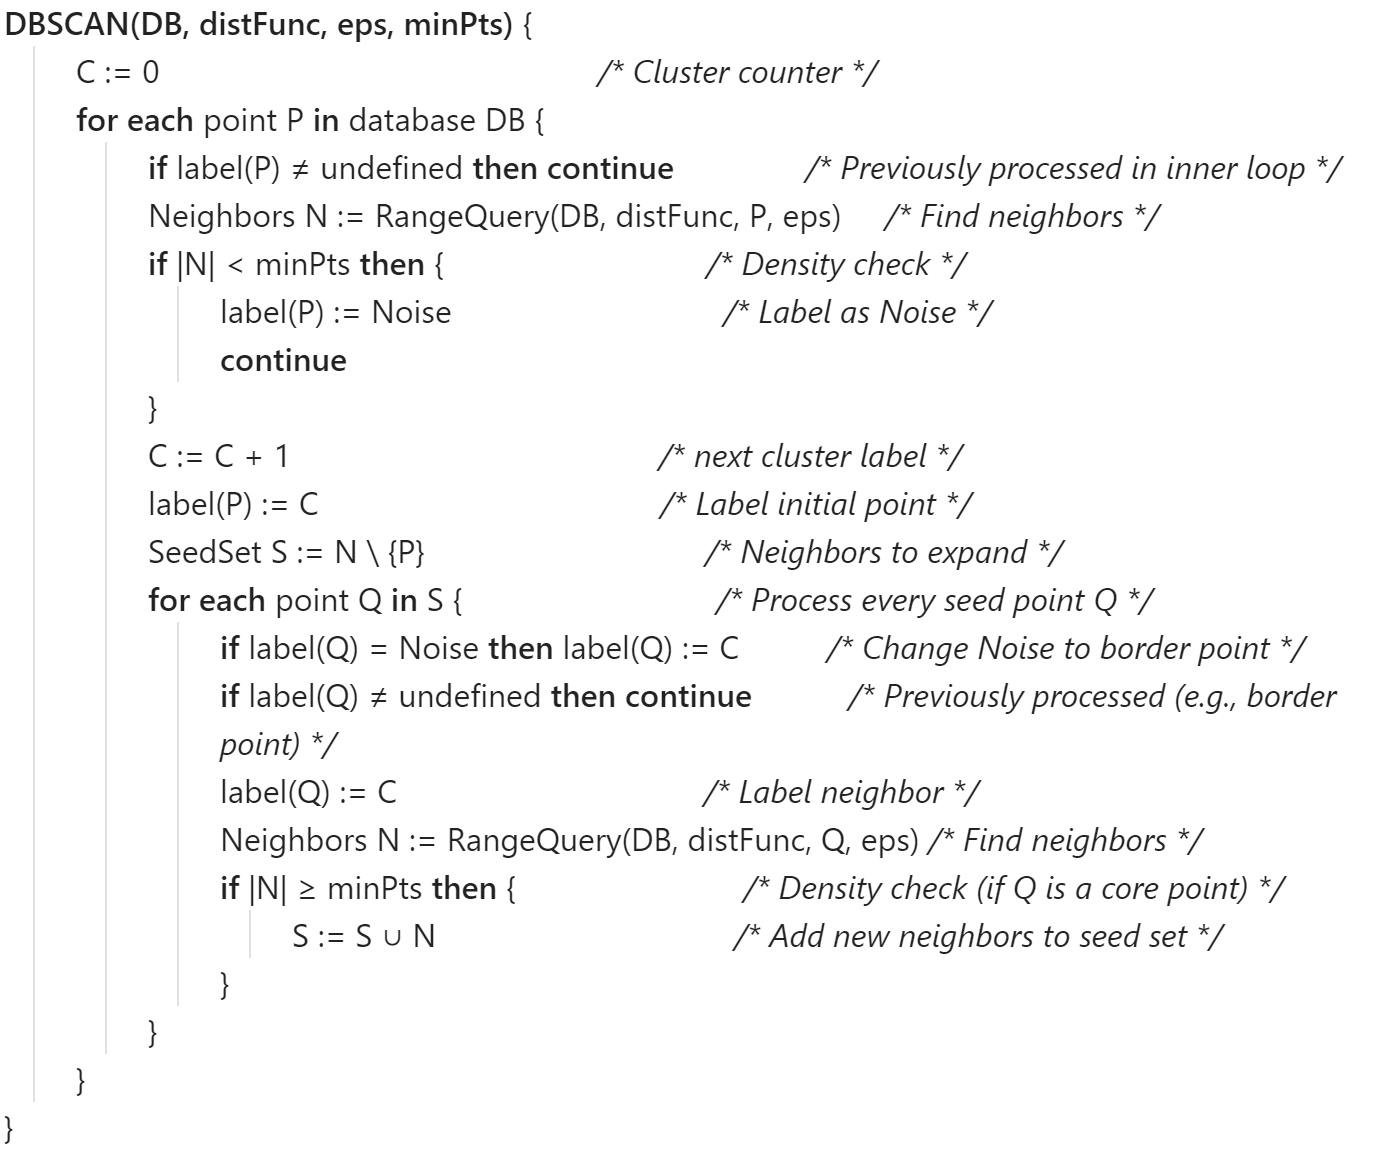 DBSCAN(DB, distFunc, eps, minPts) {
C := 0 /* Cluster counter */
for each point P in database DB {
if label(P) ≠ undefined then continue /* Previously processed in inner loop */
Neighbors N := RangeQuery(DB, distFunc, P, eps) /* Find neighbors */
if |N| < minPts then { /* Density check */
label(P) := Noise /* Label as Noise */
continue
}
C := C + 1 /* next cluster label */
label(P) := C /* Label initial point */
SeedSet S := N \ {P} /* Neighbors to expand */
for each point Q in S { /* Process every seed point Q */
if label(Q) = Noise then label(Q) := C /* Change Noise to border point */
if label(Q) ≠ undefined then continue /* Previously processed (e.g., border
point) */
label(Q) := C /* Label neighbor */
Neighbors N := RangeQuery(DB, distFunc, Q, eps) /* Find neighbors */
if |N| ≥ minPts then { /* Density check (if Q is a core point) */
S := S ∪ N /* Add new neighbors to seed set */
}
}
}
}